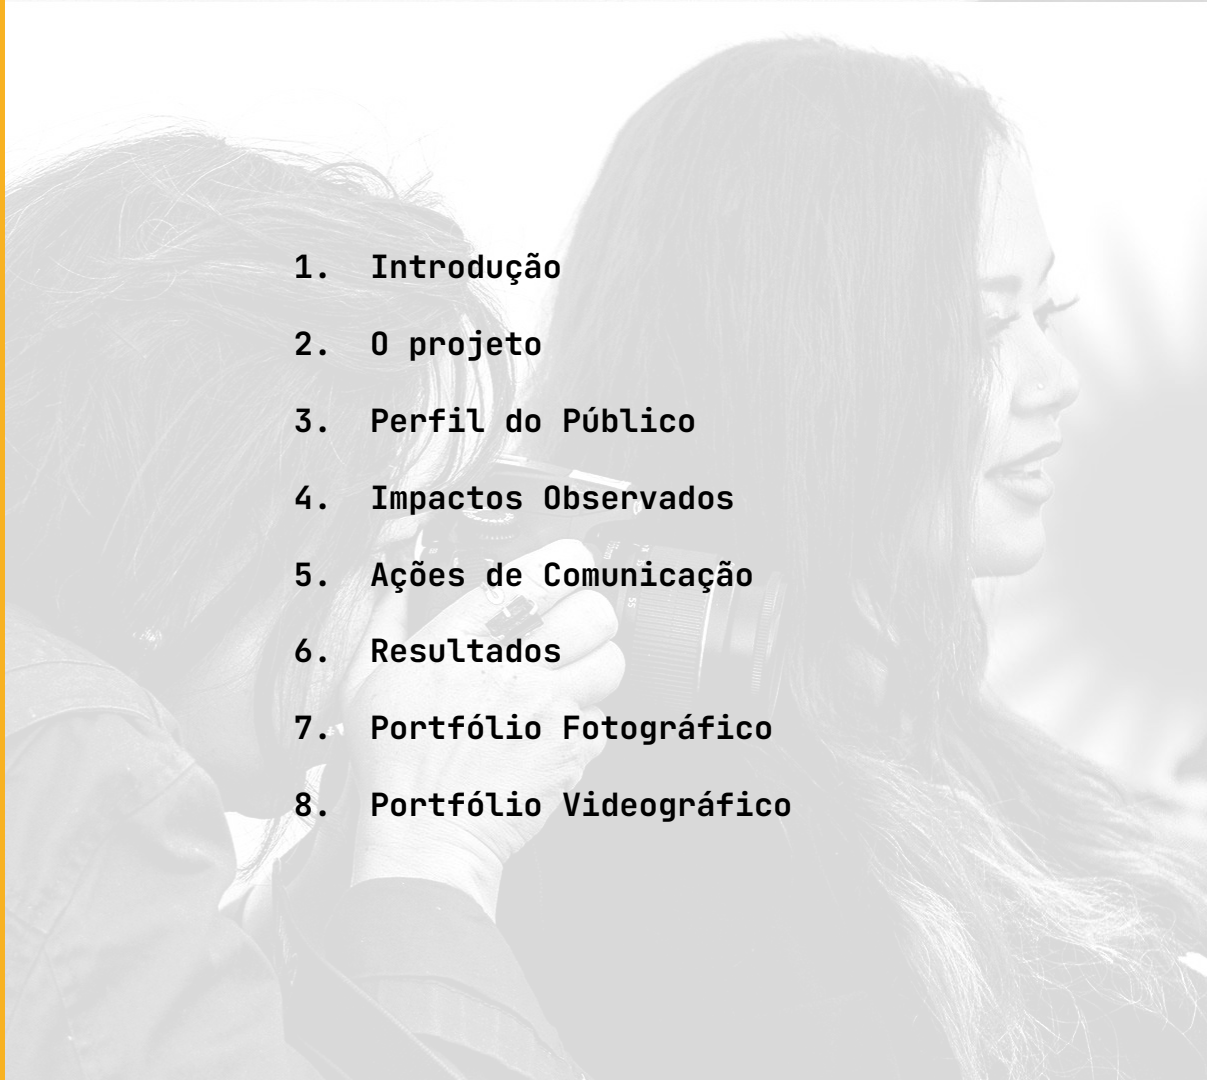 1. Introdução
2. O projeto
3. Perfil do Público
4. Impactos Observados
5. Ações de Comunicação
6. Resultados
7. Portfólio Fotográfico
8. Portfólio Videográfico